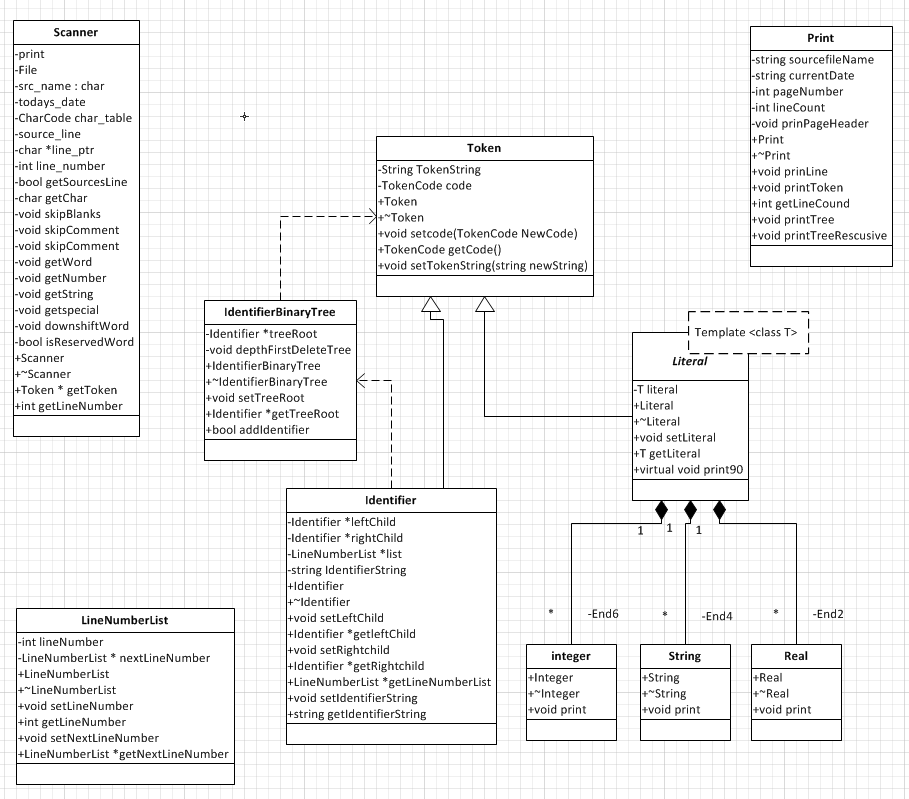 Scanner
-print
-File
-src_name : char
-todays_date
-CharCode char_table
-source_line
-char *line_ptr
-int line_number
-bool getSourcesLine
-char getChar
-void skipBlanks
-void skipComment
-void skipComment
-void getWord
-void getNumber
-void getString
-void getspecial
-void downshiftWord
-bool isReservedWord
+Scanner
+~Scanner
+Token * getToken
+int getLineNumber
Print
-string sourcefileName
-string currentDate
-int pageNumber
-int lineCount
-void prinPageHeader
+Print
+~Print
+void prinLine
+void printToken
+int getLineCound
+void printTree
+void printTreeRescusive
Token
-String TokenString
-TokenCode code
+Token
+~Token
+void setcode(TokenCode NewCode)
+TokenCode getCode()
+void setTokenString(string newString)
IdentifierBinaryTree
-Identifier *treeRoot
-void depthFirstDeleteTree
+IdentifierBinaryTree
+~IdentifierBinaryTree
+void setTreeRoot
+Identifier *getTreeRoot
+bool addIdentifier
Template <class T>
Literal
-T literal
+Literal
+~Literal
+void setLiteral
+T getLiteral
+virtual void print90
Identifier
-Identifier *leftChild
-Identifier *rightChild
-LineNumberList *list
-string IdentifierString
+Identifier
+~Identifier
+void setLeftChild
+Identifier *getleftChild
+void setRightchild
+Identifier *getRightchild
+LineNumberList *getLineNumberList
+void setIdentifierString
+string getIdentifierString
1 1 1
* -End6 * -End4 * -End2
LineNumberList
-int lineNumber
-LineNumberList * nextLineNumber
+LineNumberList
+~LineNumberList
+void setLineNumber
+int getLineNumber
+void setNextLineNumber
+LineNumberList *getNextLineNumber
integer
+Integer
+~Integer
+void print
String
+String
+~String
+void print
Real
+Real
+~Real
+void print